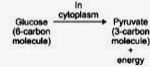 In
cytoplasm
Glucose Pyruvate
(6-carbon (3-carbon
molecule) molecule)
+
energy